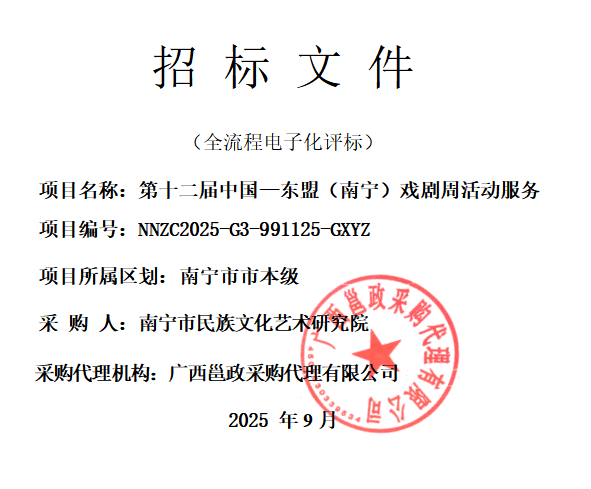 招标文件
（全流程电子化评标）
项目名称：第十二届中国—东盟（南宁）戏剧周活动服务
项目编号：NNZC2025-G3-991125-GXYZ
项目所属区划：南宁市市本级
采 购 人：南宁市民族文化艺术研究院
采购代理机构：广西邕政采购代理有限公司
2025 年 9 月
广西邕政采购代理有限公司